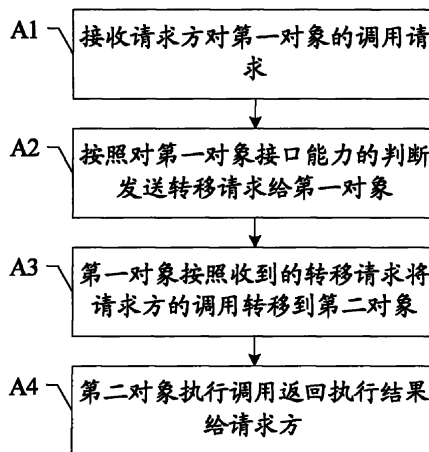 A1
接收请求方对第一对象的调用请
求
A2
按照对第一对象接口能力的判断
发送转移请求给第一对象
A3
第一对象按照收到的转移请求将
请求方的调用转移到第二对象
A4
第二对象执行调用返回执行结果
给请求方